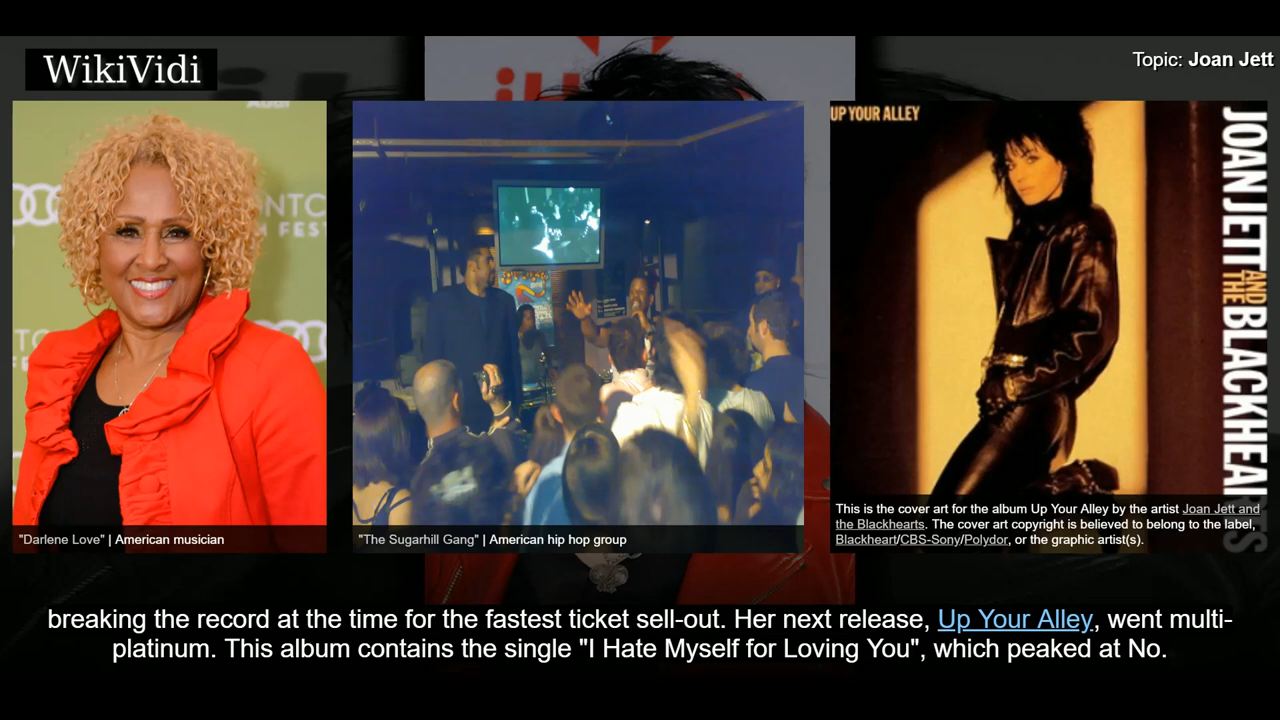 WikiVidi
Topic: Joan Jett
UP YOUR ALLEY
JOAN JETT AND THE BLACKHEARTS
This is the cover art for the album Up Your Alley by the artist Joan Jett and
the Blackhearts. The cover art copyright is believed to belong to the label,
Blackheart/CBS-Sony/Polydor, or the graphic artist(s).
"Darlene Love" | American musician
"The Sugarhill Gang" | American hip hop group
breaking the record at the time for the fastest ticket sell-out. Her next release, Up Your Alley, went multi-
platinum. This album contains the single "I Hate Myself for Loving You", which peaked at No.